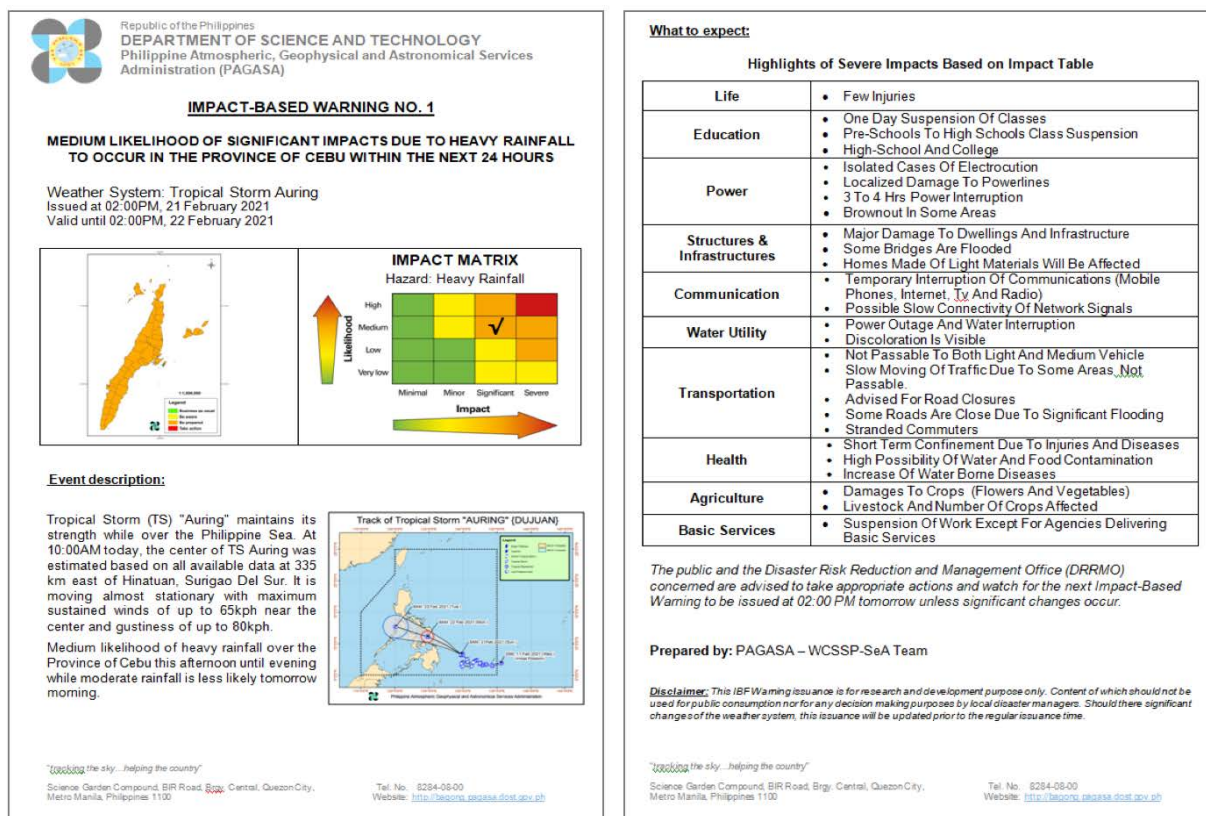 Republic of the Philippines
DEPARTMENT OF SCIENCE AND TECHNOLOGY
Philippine Atmospheric, Geophysical and Astronomical Services
Administration (PAGASA)
IMPACT-BASED WARNING NO. 1
MEDIUM LIKELIHOOD OF SIGNIFICANT IMPACTS DUE TO HEAVY RAINFALL
TO OCCUR IN THE PROVINCE OF CEBU WITHIN THE NEXT 24 HOURS
Weather System: Tropical Storm Auring
Issued at 02:00PM, 21 February 2021
Valid until 02:00PM, 22 February 2021
Legend
Business as usual
Be aware
Be prepared
Take action
IMPACT MATRIX
Hazard: Heavy Rainfall
Likelihood
High
Medium
√
Low
Very low
Minimal Minor Significant Severe
Impact
Event description:
Tropical Storm (TS) "Auring" maintains its
strength while over the Philippine Sea. At
10:00AM today, the center of TS Auring was
estimated based on all available data at 335
km east of Hinatuan, Surigao Del Sur. It is
moving almost stationary with maximum
sustained winds of up to 65kph near the
center and gustiness of up to 80kph.
Medium likelihood of heavy rainfall over the
Province of Cebu this afternoon until evening
while moderate rainfall is less likely tomorrow
morning.
Track of Tropical Storm "AURING" {DUJUAN}
Legend
Philippine Atmospheric Geophysical and Astronomical Services Administration
"tracking the sky...helping the country"
Science Garden Compound, BIR Road, Brgy. Central, Quezon City,
Metro Manila, Philippines 1100
Tel. No. 8284-08-00
Website: http://bagong.pagasa.dost.gov.ph
What to expect:
Highlights of Severe Impacts Based on Impact Table
Life
• Few Injuries
Education
• One Day Suspension Of Classes
• Pre-Schools To High Schools Class Suspension
• High-School And College
Power
• Isolated Cases Of Electrocution
• Localized Damage To Powerlines
• 3 To 4 Hrs Power Interruption
• Brownout In Some Areas
Structures &
Infrastructures
• Major Damage To Dwellings And Infrastructure
• Some Bridges Are Flooded
• Homes Made Of Light Materials Will Be Affected
Communication
• Temporary Interruption Of Communications (Mobile
Phones, Internet, Tv And Radio)
• Possible Slow Connectivity Of Network Signals
Water Utility
• Power Outage And Water Interruption
• Discoloration Is Visible
Transportation
• Not Passable To Both Light And Medium Vehicle
• Slow Moving Of Traffic Due To Some Areas Not
Passable.
• Advised For Road Closures
• Some Roads Are Close Due To Significant Flooding
• Stranded Commuters
Health
• Short Term Confinement Due To Injuries And Diseases
• High Possibility Of Water And Food Contamination
• Increase Of Water Borne Diseases
Agriculture
• Damages To Crops (Flowers And Vegetables)
• Livestock And Number Of Crops Affected
Basic Services
• Suspension Of Work Except For Agencies Delivering
Basic Services
The public and the Disaster Risk Reduction and Management Office (DRRMO)
concerned are advised to take appropriate actions and watch for the next Impact-Based
Warning to be issued at 02:00 PM tomorrow unless significant changes occur.
Prepared by: PAGASA – WCSSP-SeA Team
Disclaimer: This IBF Warning issuance is for research and development purpose only. Content of which should not be
used for public consumption nor for any decision making purposes by local disaster managers. Should there significant
changes of the weather system, this issuance will be updated prior to the regular issuance time.
"tracking the sky...helping the country"
Science Garden Compound, BIR Road, Brgy. Central, Quezon City,
Metro Manila, Philippines 1100
Tel. No. 8284-08-00
Website: http://bagong.pagasa.dost.gov.ph